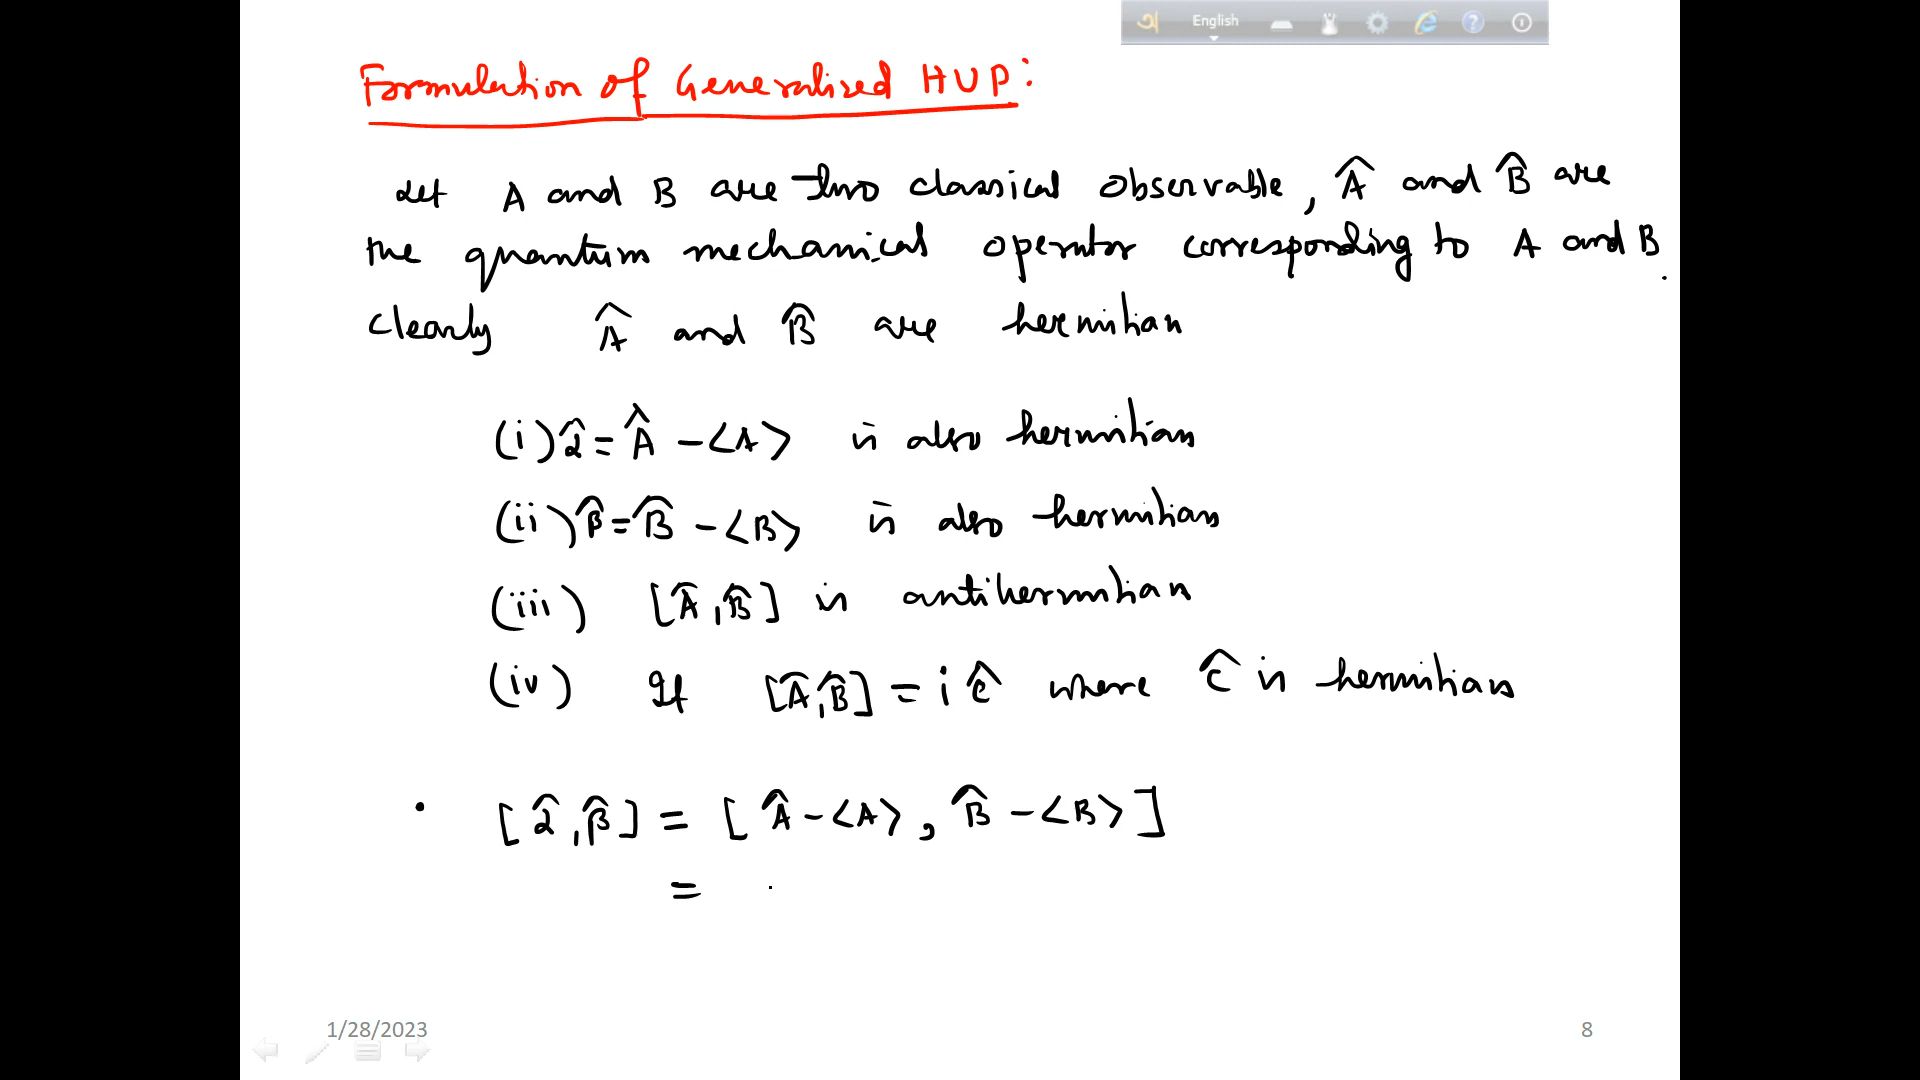 অ English
Formulation of Generalised HUP:
Let A and B are two classical observable, Â and B̂ are
the quantum mechanical operator corresponding to A and B.
clearly Â and B̂ are hermitian
(i) α̂ = Â - <A> is also hermitian
(ii) β̂ = B̂ - <B> is also hermitian
(iii) [Â, B̂] is antihermitian
(iv) If [Â, B̂] = i Ĉ where Ĉ is hermitian
• [α̂, β̂] = [Â - <A>, B̂ - <B>]
=
1/28/2023 8